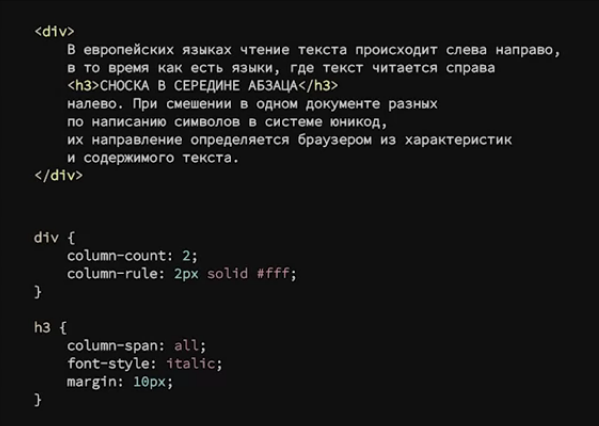 <div>
В европейских языках чтение текста происходит слева направо,
в то время как есть языки, где текст читается справа
<h3>СНОСКА В СЕРЕДИНЕ АБЗАЦА</h3>
налево. При смешении в одном документе разных
по написанию символов в системе юникод,
их направление определяется браузером из характеристик
и содержимого текста.
</div>
div {
column-count: 2;
column-rule: 2px solid #fff;
}
h3 {
column-span: all;
font-style: italic;
margin: 10px;
}